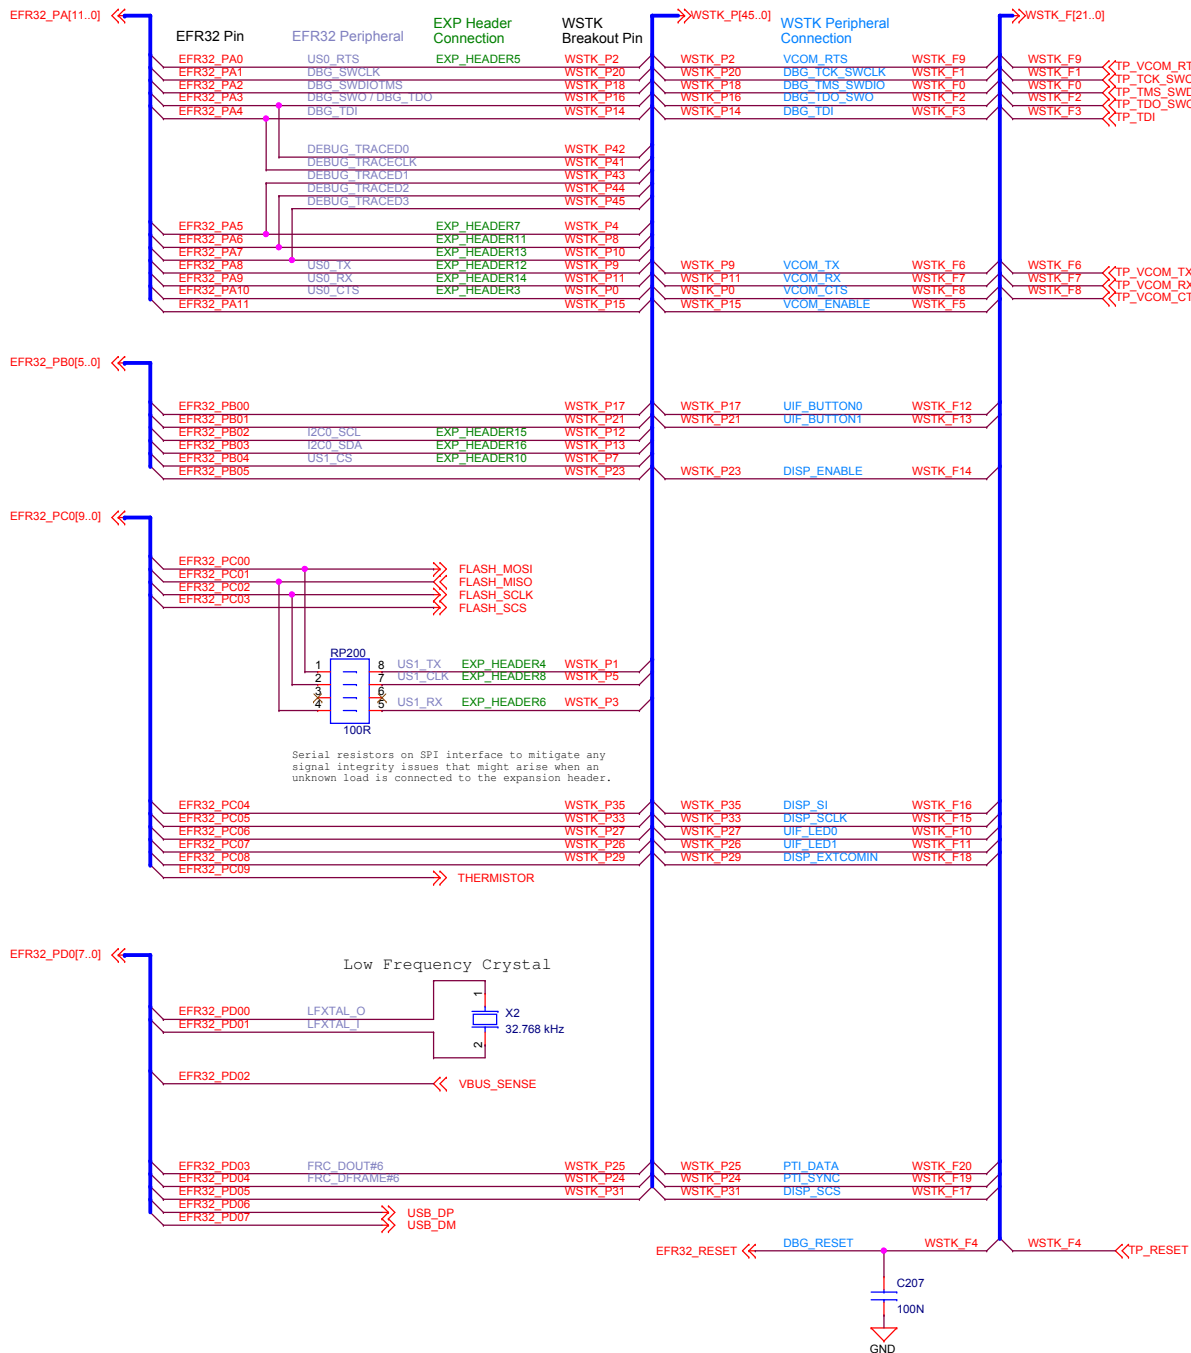 EFR32_PA[11..0] WSTK_P[45..0] WSTK_F[21..0]
EFR32 Pin EFR32 Peripheral EXP Header Connection WSTK Breakout Pin WSTK Peripheral Connection
EFR32_PA0 US0_RTS EXP_HEADER5 WSTK_P2 WSTK_P2 VCOM_RTS WSTK_F9 WSTK_F9 TP_VCOM_RT
EFR32_PA1 DBG_SWCLK WSTK_P20 WSTK_P20 DBG_TCK_SWCLK WSTK_F1 WSTK_F1 TP_TCK_SWC
EFR32_PA2 DBG_SWDIOTMS WSTK_P18 WSTK_P18 DBG_TMS_SWDIO WSTK_F0 WSTK_F0 TP_TMS_SWD
EFR32_PA3 DBG_SWO / DBG_TDO WSTK_P16 WSTK_P16 DBG_TDO_SWO WSTK_F2 WSTK_F2 TP_TDO_SWO
EFR32_PA4 DBG_TDI WSTK_P14 WSTK_P14 DBG_TDI WSTK_F3 WSTK_F3 TP_TDI
DEBUG_TRACED0 WSTK_P42
DEBUG_TRACECLK WSTK_P41
DEBUG_TRACED1 WSTK_P43
DEBUG_TRACED2 WSTK_P44
DEBUG_TRACED3 WSTK_P45
EFR32_PA5 EXP_HEADER7 WSTK_P4
EFR32_PA6 EXP_HEADER11 WSTK_P8
EFR32_PA7 EXP_HEADER13 WSTK_P10
EFR32_PA8 US0_TX EXP_HEADER12 WSTK_P9 WSTK_P9 VCOM_TX WSTK_F6 WSTK_F6 TP_VCOM_TX
EFR32_PA9 US0_RX EXP_HEADER14 WSTK_P11 WSTK_P11 VCOM_RX WSTK_F7 WSTK_F7 TP_VCOM_RX
EFR32_PA10 US0_CTS EXP_HEADER3 WSTK_P0 WSTK_P0 VCOM_CTS WSTK_F8 WSTK_F8 TP_VCOM_CT
EFR32_PA11 WSTK_P15 WSTK_P15 VCOM_ENABLE WSTK_F5
EFR32_PB0[5..0]
EFR32_PB00 WSTK_P17 WSTK_P17 UIF_BUTTON0 WSTK_F12
EFR32_PB01 WSTK_P21 WSTK_P21 UIF_BUTTON1 WSTK_F13
EFR32_PB02 I2C0_SCL EXP_HEADER15 WSTK_P12
EFR32_PB03 I2C0_SDA EXP_HEADER16 WSTK_P13
EFR32_PB04 US1_CS EXP_HEADER10 WSTK_P7
EFR32_PB05 WSTK_P23 WSTK_P23 DISP_ENABLE WSTK_F14
EFR32_PC0[9..0]
EFR32_PC00 FLASH_MOSI
EFR32_PC01 FLASH_MISO
EFR32_PC02 FLASH_SCLK
EFR32_PC03 FLASH_SCS
RP200
1 8 US1_TX EXP_HEADER4 WSTK_P1
2 7 US1_CLK EXP_HEADER8 WSTK_P5
3 6
4 5 US1_RX EXP_HEADER6 WSTK_P3
100R
Serial resistors on SPI interface to mitigate any
signal integrity issues that might arise when an
unknown load is connected to the expansion header.
EFR32_PC04 WSTK_P35 WSTK_P35 DISP_SI WSTK_F16
EFR32_PC05 WSTK_P33 WSTK_P33 DISP_SCLK WSTK_F15
EFR32_PC06 WSTK_P27 WSTK_P27 UIF_LED0 WSTK_F10
EFR32_PC07 WSTK_P26 WSTK_P26 UIF_LED1 WSTK_F11
EFR32_PC08 WSTK_P29 WSTK_P29 DISP_EXTCOMIN WSTK_F18
EFR32_PC09 THERMISTOR
EFR32_PD0[7..0]
Low Frequency Crystal
1
EFR32_PD00 LFXTAL_O X2
EFR32_PD01 LFXTAL_I 32.768 kHz
2
EFR32_PD02 VBUS_SENSE
EFR32_PD03 FRC_DOUT#6 WSTK_P25 WSTK_P25 PTI_DATA WSTK_F20
EFR32_PD04 FRC_DFRAME#6 WSTK_P24 WSTK_P24 PTI_SYNC WSTK_F19
EFR32_PD05 WSTK_P31 WSTK_P31 DISP_SCS WSTK_F17
EFR32_PD06 USB_DP
EFR32_PD07 USB_DM
EFR32_RESET DBG_RESET WSTK_F4 WSTK_F4 TP_RESET
C207
100N
GND